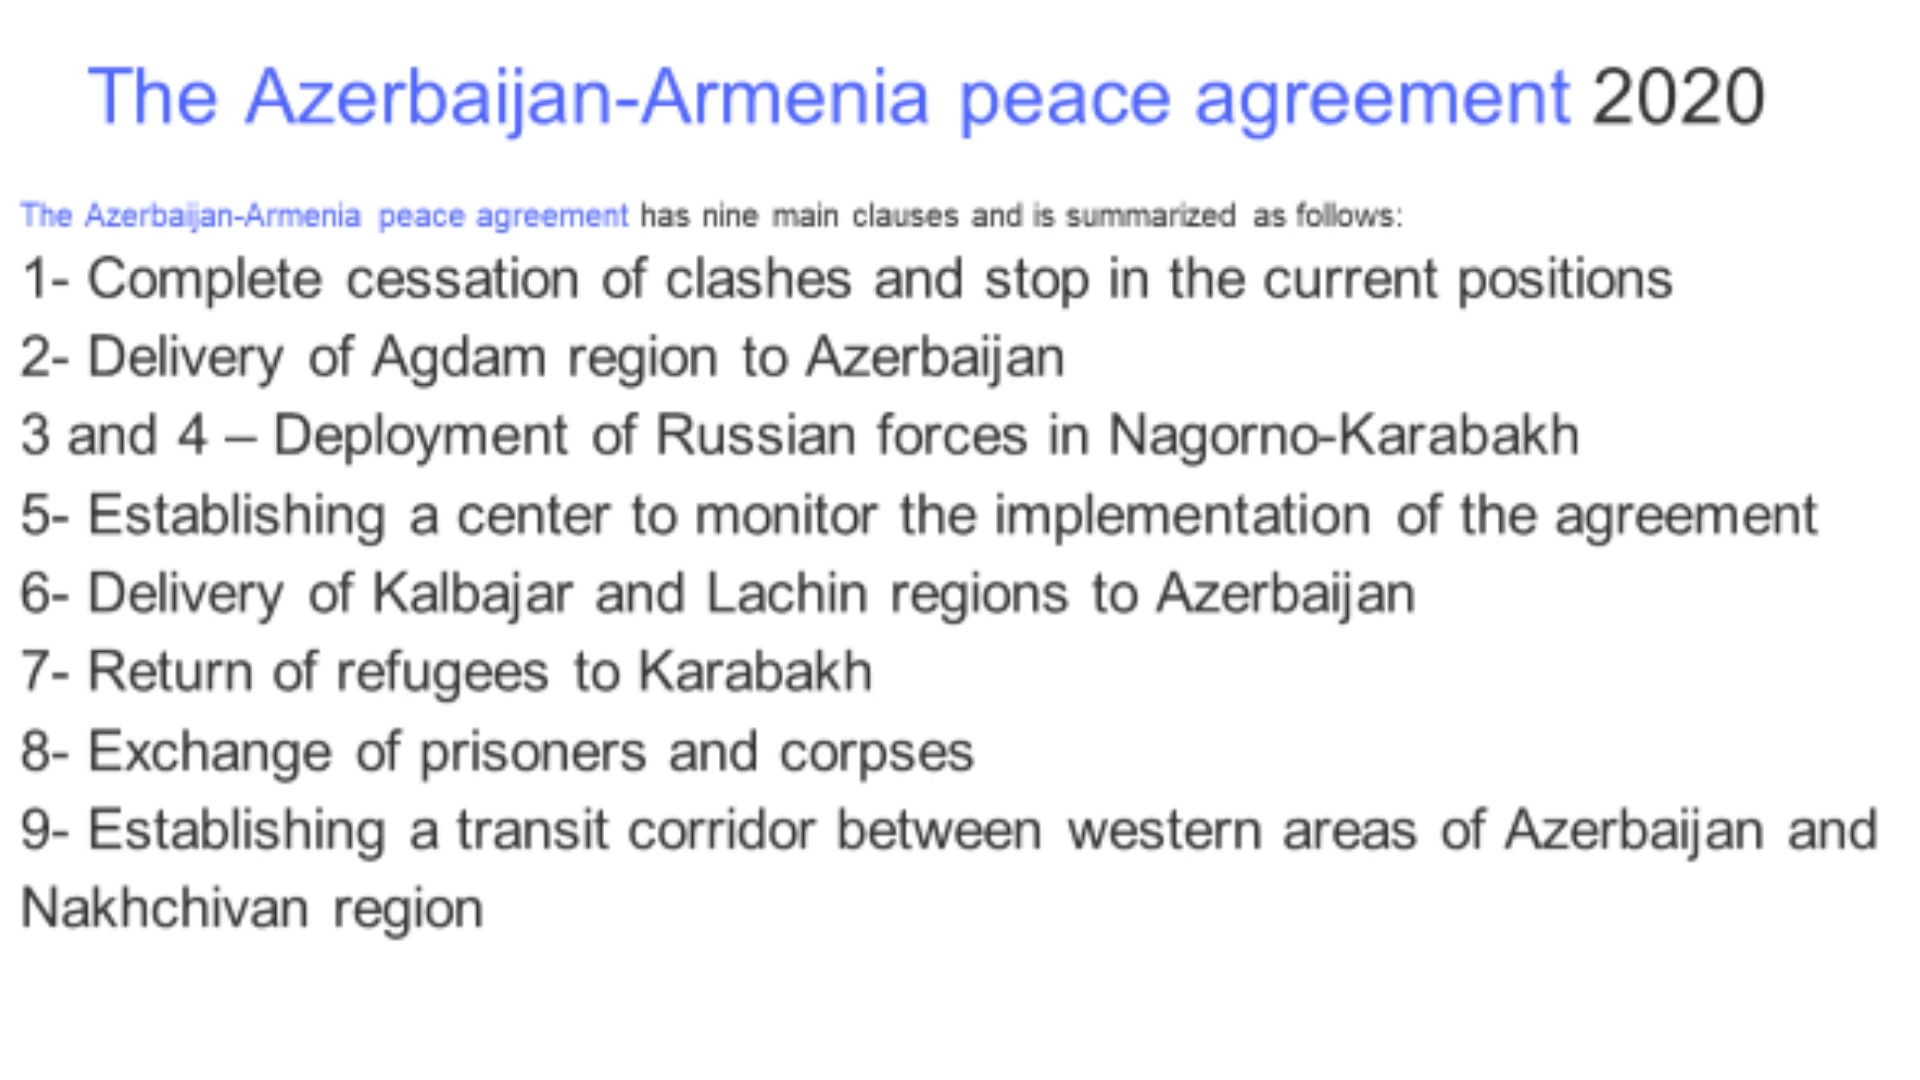 The Azerbaijan-Armenia peace agreement 2020
The Azerbaijan-Armenia peace agreement has nine main clauses and is summarized as follows:
1- Complete cessation of clashes and stop in the current positions
2- Delivery of Agdam region to Azerbaijan
3 and 4 – Deployment of Russian forces in Nagorno-Karabakh
5- Establishing a center to monitor the implementation of the agreement
6- Delivery of Kalbajar and Lachin regions to Azerbaijan
7- Return of refugees to Karabakh
8- Exchange of prisoners and corpses
9- Establishing a transit corridor between western areas of Azerbaijan and
Nakhchivan region